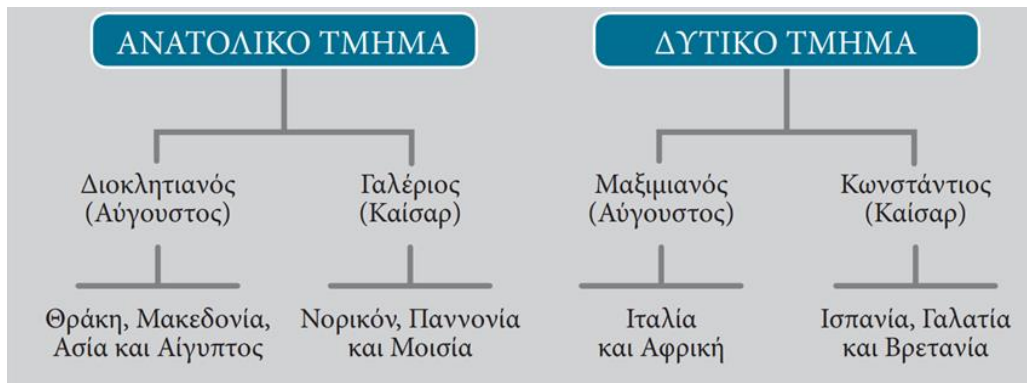 ΑΝΑΤΟΛΙΚΟ ΤΜΗΜΑ
Διοκλητιανός
(Αύγουστος)
Θράκη, Μακεδονία,
Ασία και Αίγυπτος
Γαλέριος
(Καίσαρ)
Νορικόν, Παννονία
και Μοισία
ΔΥΤΙΚΟ ΤΜΗΜΑ
Μαξιμιανός
(Αύγουστος)
Ιταλία
και Αφρική
Κωνστάντιος
(Καίσαρ)
Ισπανία, Γαλατία
και Βρετανία